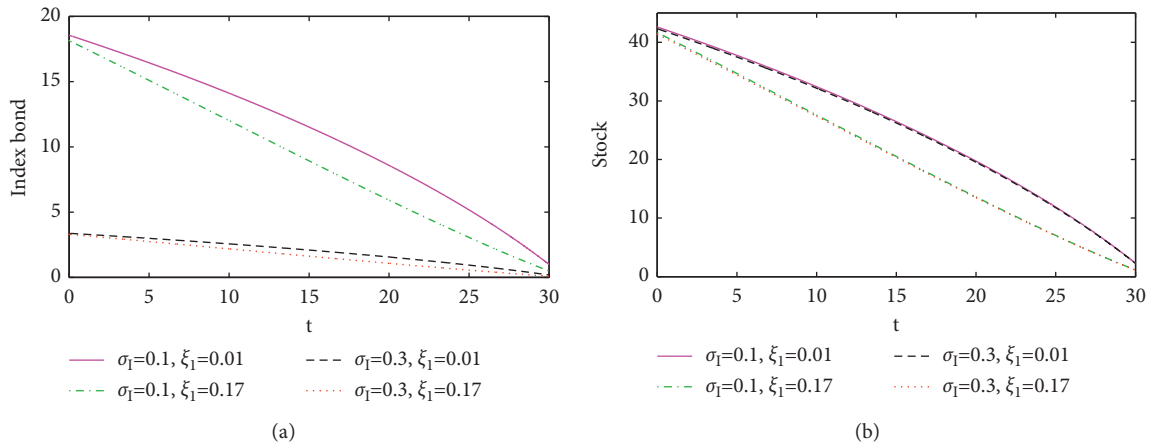 20
15
10
5
0
Index bond
0 5 10 15 20 25 30
t
σI=0.1, ξ1=0.01
σI=0.3, ξ1=0.01
σI=0.1, ξ1=0.17
σI=0.3, ξ1=0.17
(a)
40
30
20
10
0
Stock
0 5 10 15 20 25 30
t
σI=0.1, ξ1=0.01
σI=0.3, ξ1=0.01
σI=0.1, ξ1=0.17
σI=0.3, ξ1=0.17
(b)